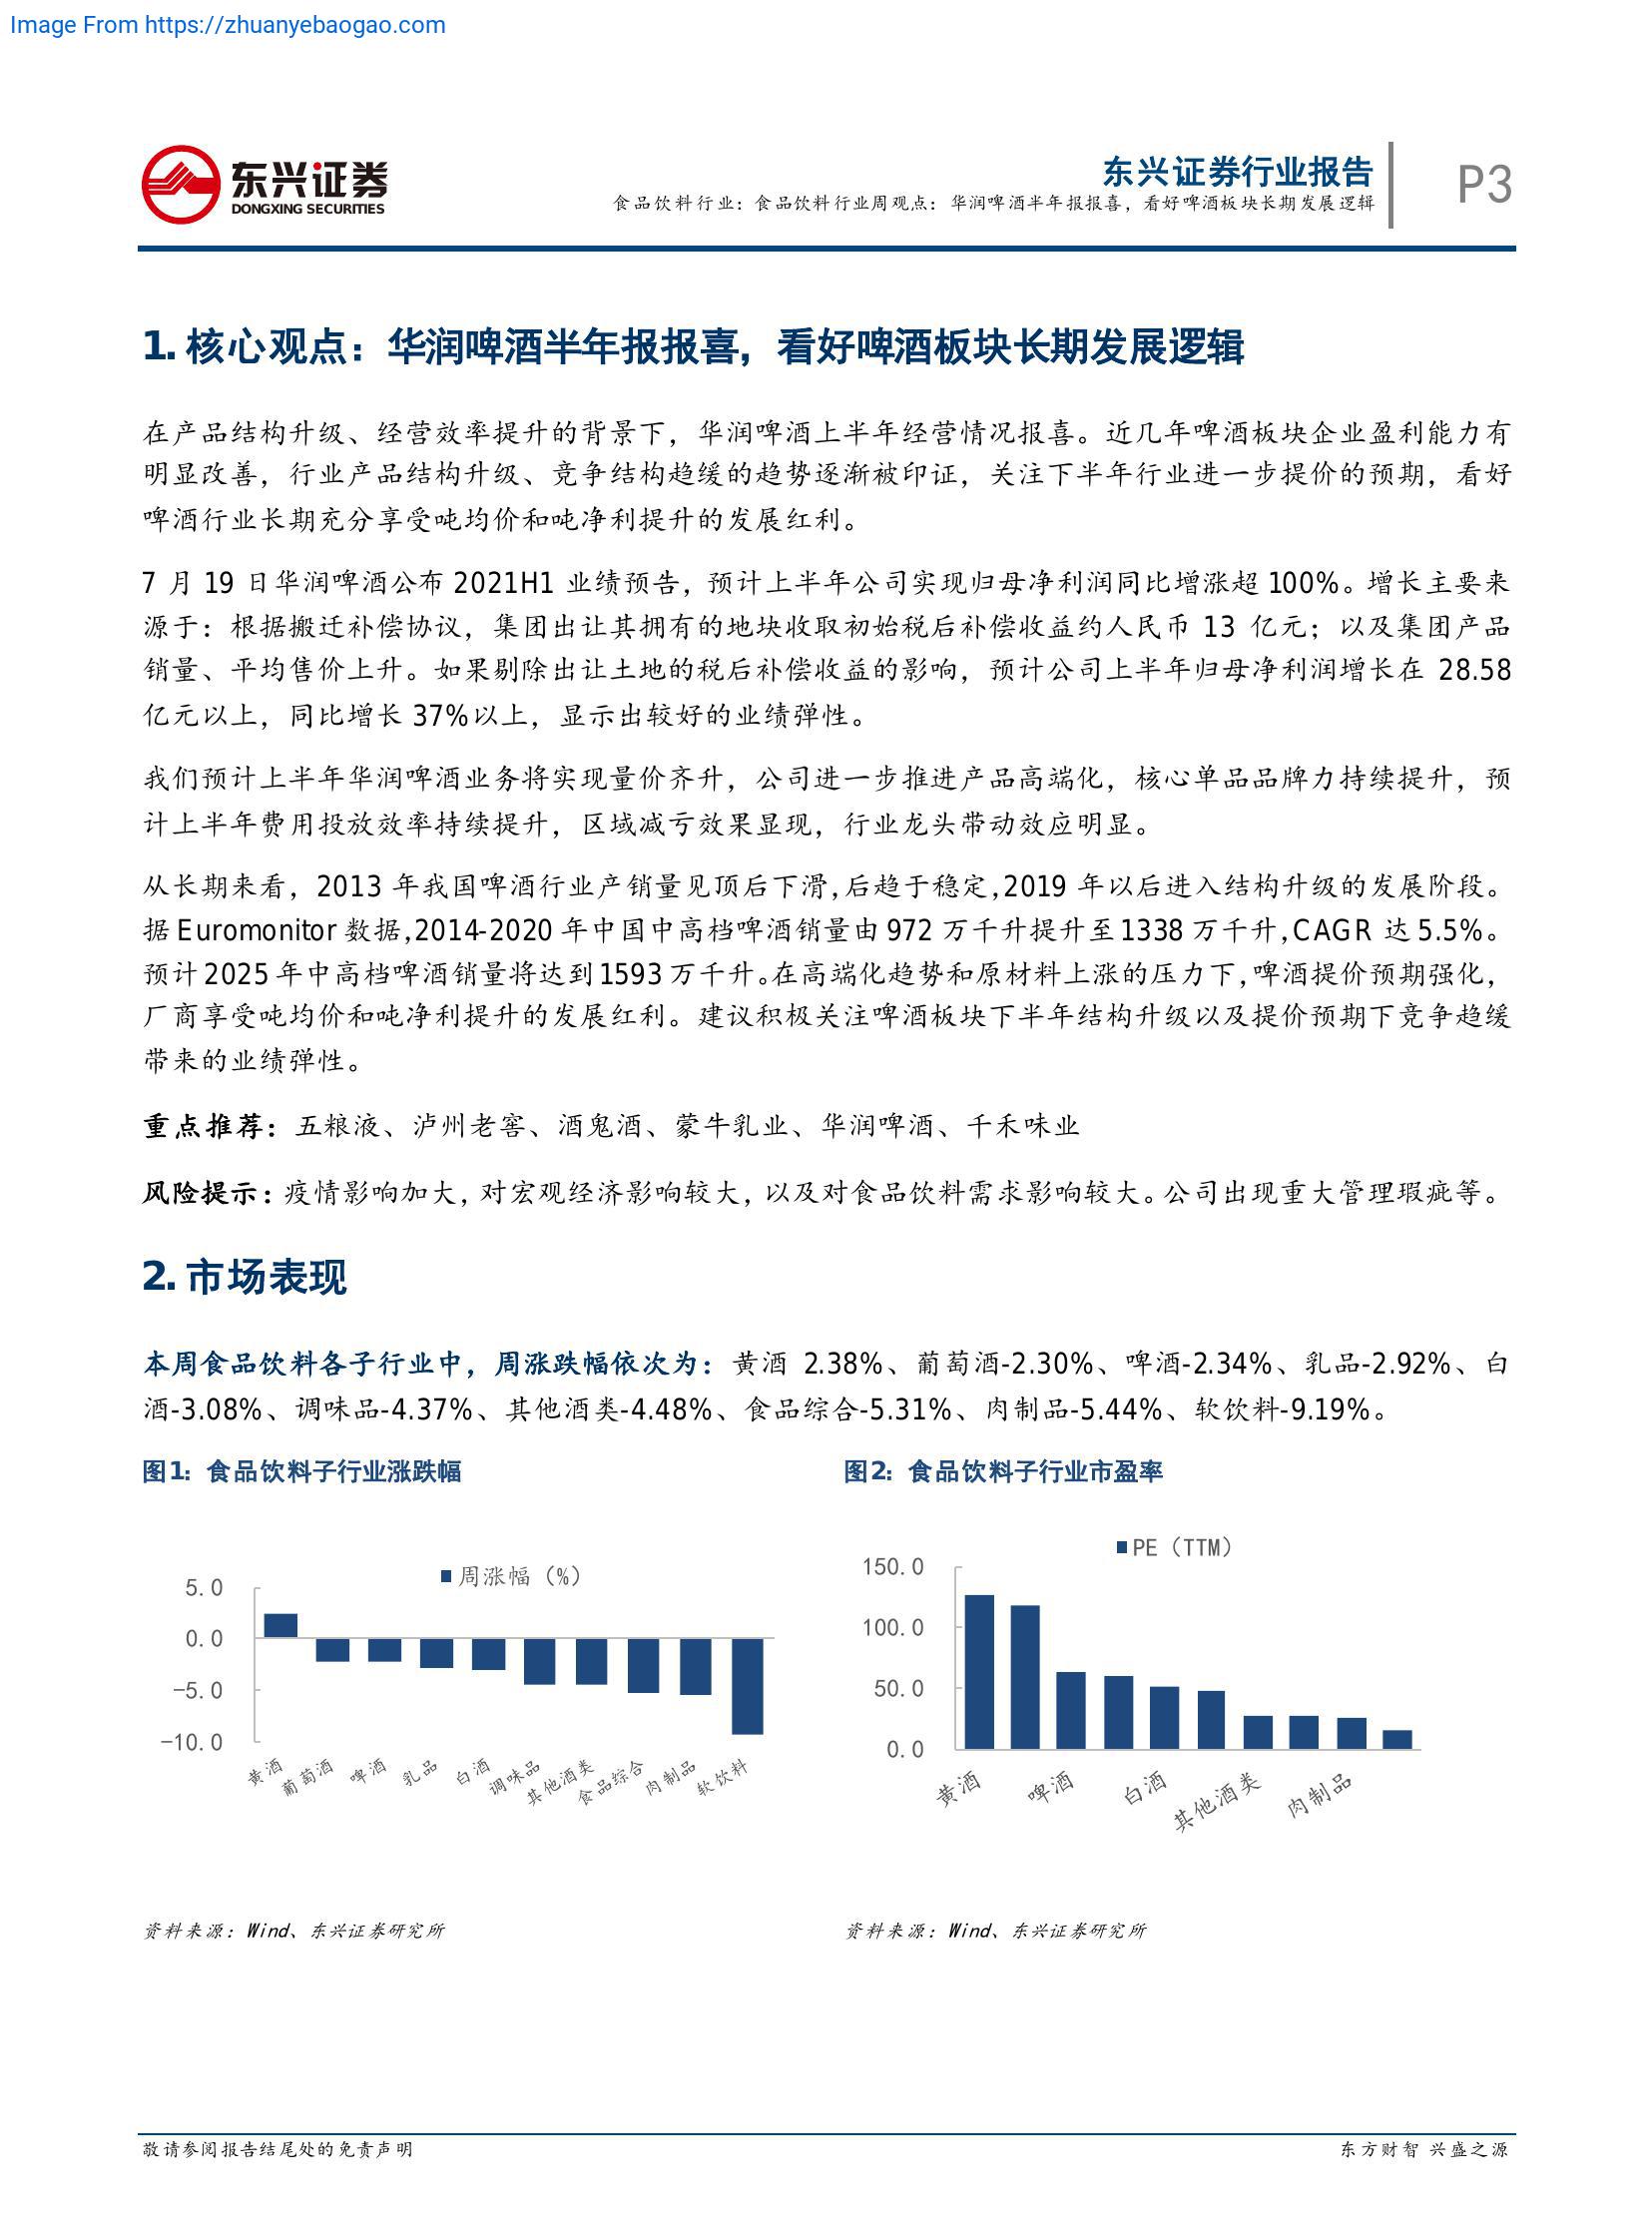 Image From https://zhuanyebaogao.com
东兴证券
DONGXING SECURITIES
东兴证券行业报告
食品饮料行业：食品饮料行业周观点：华润啤酒半年报报喜，看好啤酒板块长期发展逻辑
P3
1. 核心观点：华润啤酒半年报报喜，看好啤酒板块长期发展逻辑
在产品结构升级、经营效率提升的背景下，华润啤酒上半年经营情况报喜。近几年啤酒板块企业盈利能力有
明显改善，行业产品结构升级、竞争结构趋缓的趋势逐渐被印证，关注下半年行业进一步提价的预期，看好
啤酒行业长期充分享受吨均价和吨净利提升的发展红利。
7 月 19 日华润啤酒公布 2021H1 业绩预告，预计上半年公司实现归母净利润同比增涨超 100%。增长主要来
源于：根据搬迁补偿协议，集团出让其拥有的地块收取初始税后补偿收益约人民币 13 亿元；以及集团产品
销量、平均售价上升。如果剔除出让土地的税后补偿收益的影响，预计公司上半年归母净利润增长在 28.58
亿元以上，同比增长 37%以上，显示出较好的业绩弹性。
我们预计上半年华润啤酒业务将实现量价齐升，公司进一步推进产品高端化，核心单品品牌力持续提升，预
计上半年费用投放效率持续提升，区域减亏效果显现，行业龙头带动效应明显。
从长期来看，2013 年我国啤酒行业产销量见顶后下滑,后趋于稳定,2019 年以后进入结构升级的发展阶段。
据 Euromonitor 数据,2014-2020 年中国中高档啤酒销量由 972 万千升提升至 1338 万千升,CAGR 达 5.5%。
预计 2025 年中高档啤酒销量将达到 1593 万千升。在高端化趋势和原材料上涨的压力下,啤酒提价预期强化，
厂商享受吨均价和吨净利提升的发展红利。建议积极关注啤酒板块下半年结构升级以及提价预期下竞争趋缓
带来的业绩弹性。
重点推荐：五粮液、泸州老窖、酒鬼酒、蒙牛乳业、华润啤酒、千禾味业
风险提示：疫情影响加大，对宏观经济影响较大，以及对食品饮料需求影响较大。公司出现重大管理瑕疵等。
2. 市场表现
本周食品饮料各子行业中，周涨跌幅依次为：黄酒 2.38%、葡萄酒-2.30%、啤酒-2.34%、乳品-2.92%、白
酒-3.08%、调味品-4.37%、其他酒类-4.48%、食品综合-5.31%、肉制品-5.44%、软饮料-9.19%。
图1：食品饮料子行业涨跌幅
周涨幅（%）
5.0
0.0
-5.0
-10.0
黄酒
葡萄酒
啤酒
乳品
白酒
调味品
其他酒类
食品综合
肉制品
软饮料
资料来源：Wind、东兴证券研究所
图2：食品饮料子行业市盈率
PE（TTM）
150.0
100.0
50.0
0.0
黄酒
啤酒
白酒
其他酒类
肉制品
资料来源：Wind、东兴证券研究所
敬请参阅报告结尾处的免责声明
东方财智 兴盛之源